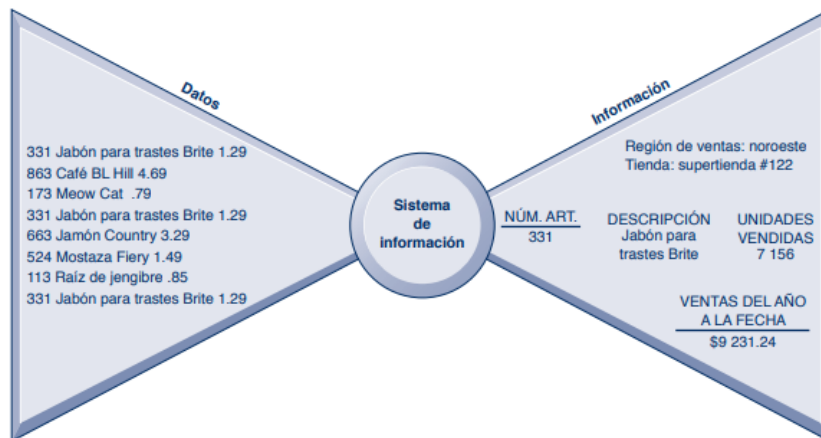 Datos
331 Jabón para trastes Brite 1.29
863 Café BL Hill 4.69
173 Meow Cat .79
331 Jabón para trastes Brite 1.29
663 Jamón Country 3.29
524 Mostaza Fiery 1.49
113 Raíz de jengibre .85
331 Jabón para trastes Brite 1.29
Sistema
de
información
Información
Región de ventas: noroeste
Tienda: supertienda #122
NÚM. ART.
331
DESCRIPCIÓN
Jabón para
trastes Brite
UNIDADES
VENDIDAS
7 156
VENTAS DEL AÑO
A LA FECHA
$9 231.24